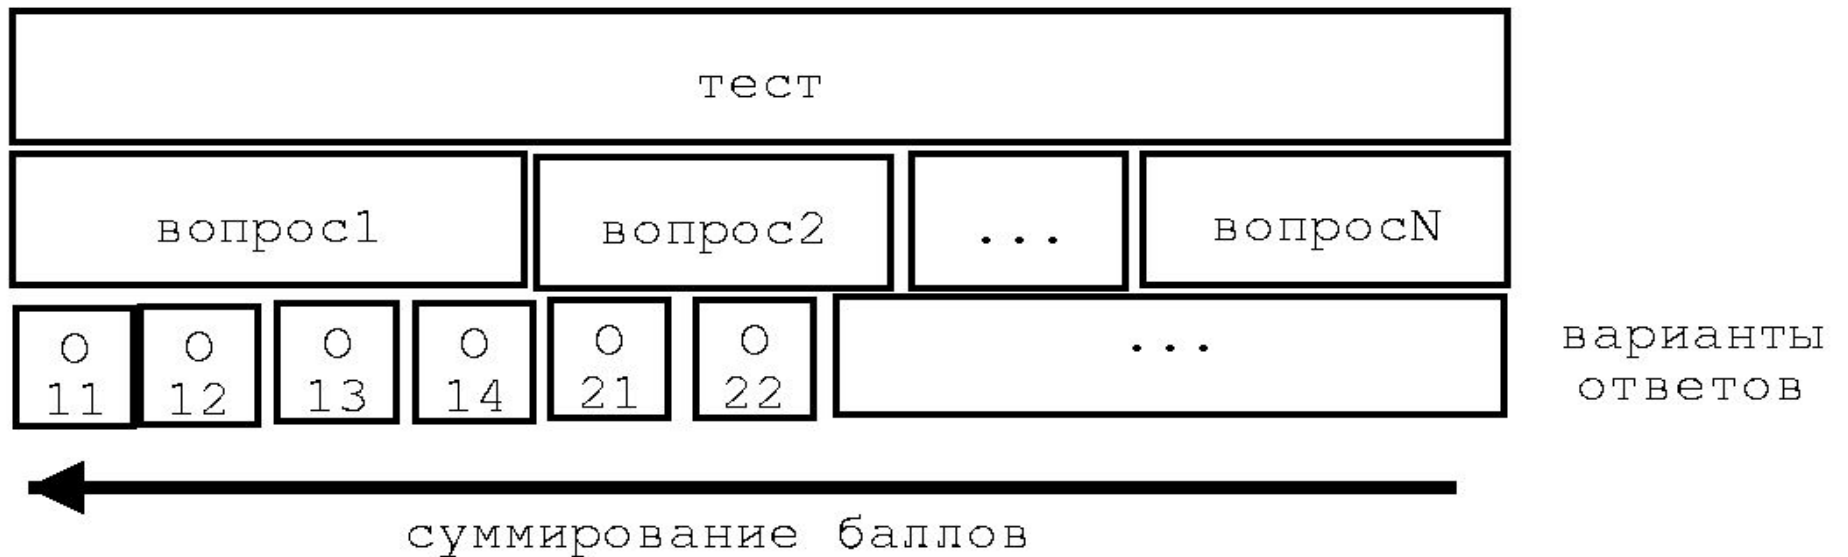 тест
вопрос1 вопрос2 ... вопросN
О О О О О О ... варианты
11 12 13 14 21 22 ответов
суммирование баллов